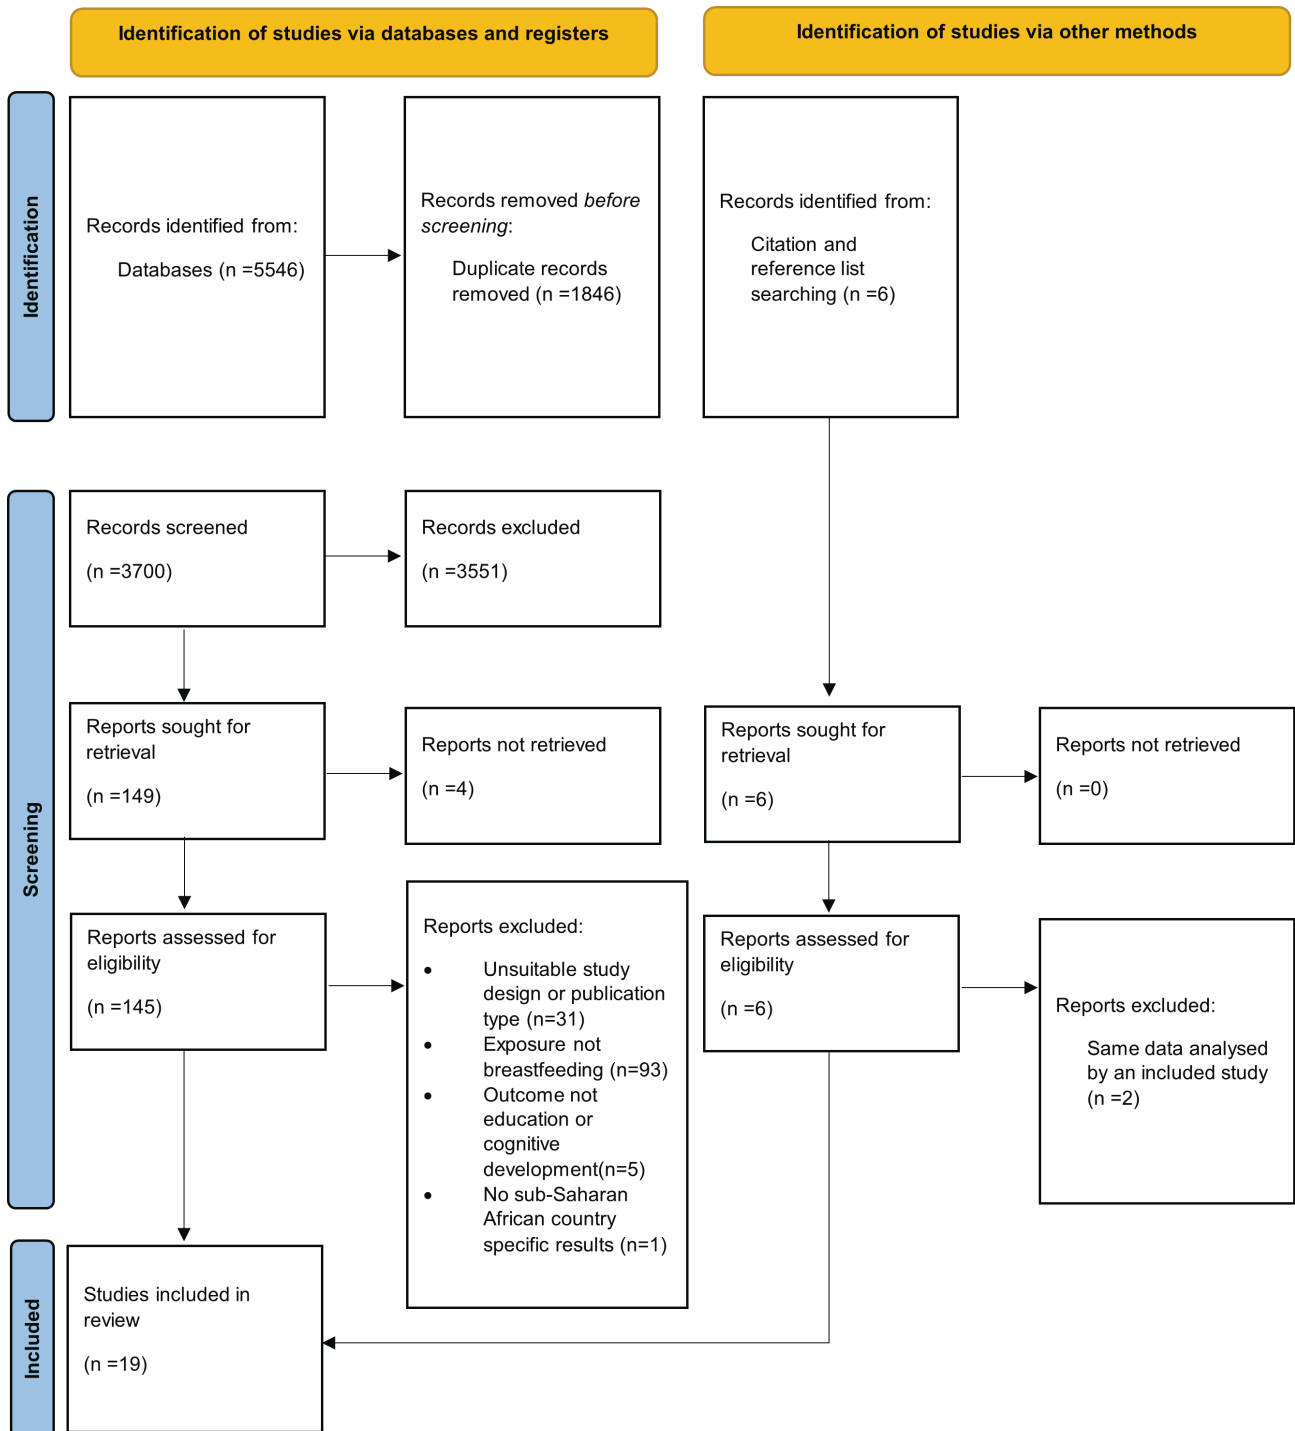 Identification of studies via databases and registers
Identification of studies via other methods
Identification
Records identified from:
Databases (n =5546)
Records removed before
screening:
Duplicate records
removed (n =1846)
Records identified from:
Citation and
reference list
searching (n =6)
Screening
Records screened
(n =3700)
Records excluded
(n =3551)
Reports sought for
retrieval
(n =149)
Reports not retrieved
(n =4)
Reports sought for
retrieval
(n =6)
Reports not retrieved
(n =0)
Reports assessed for
eligibility
(n =145)
Reports excluded:
• Unsuitable study
design or publication
type (n=31)
• Exposure not
breastfeeding (n=93)
• Outcome not
education or
cognitive
development(n=5)
• No sub-Saharan
African country
specific results (n=1)
Reports assessed for
eligibility
(n =6)
Reports excluded:
Same data analysed
by an included study
(n =2)
Included
Studies included in
review
(n =19)